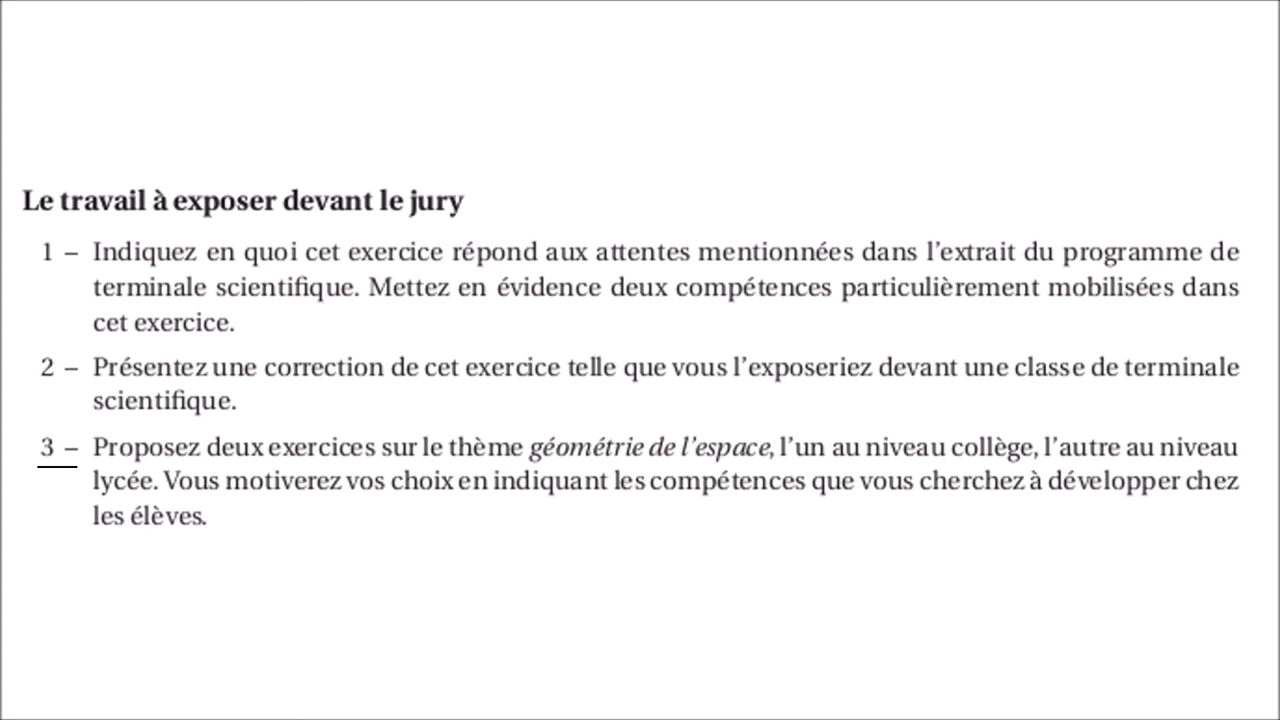 Le travail à exposer devant le jury
1 – Indiquez en quoi cet exercice répond aux attentes mentionnées dans l'extrait du programme de
terminale scientifique. Mettez en évidence deux compétences particulièrement mobilisées dans
cet exercice.
2 – Présentez une correction de cet exercice telle que vous l'exposeriez devant une classe de terminale
scientifique.
3 – Proposez deux exercices sur le thème géométrie de l'espace, l'un au niveau collège, l'autre au niveau
lycée. Vous motiverez vos choix en indiquant les compétences que vous cherchez à développer chez
les élèves.